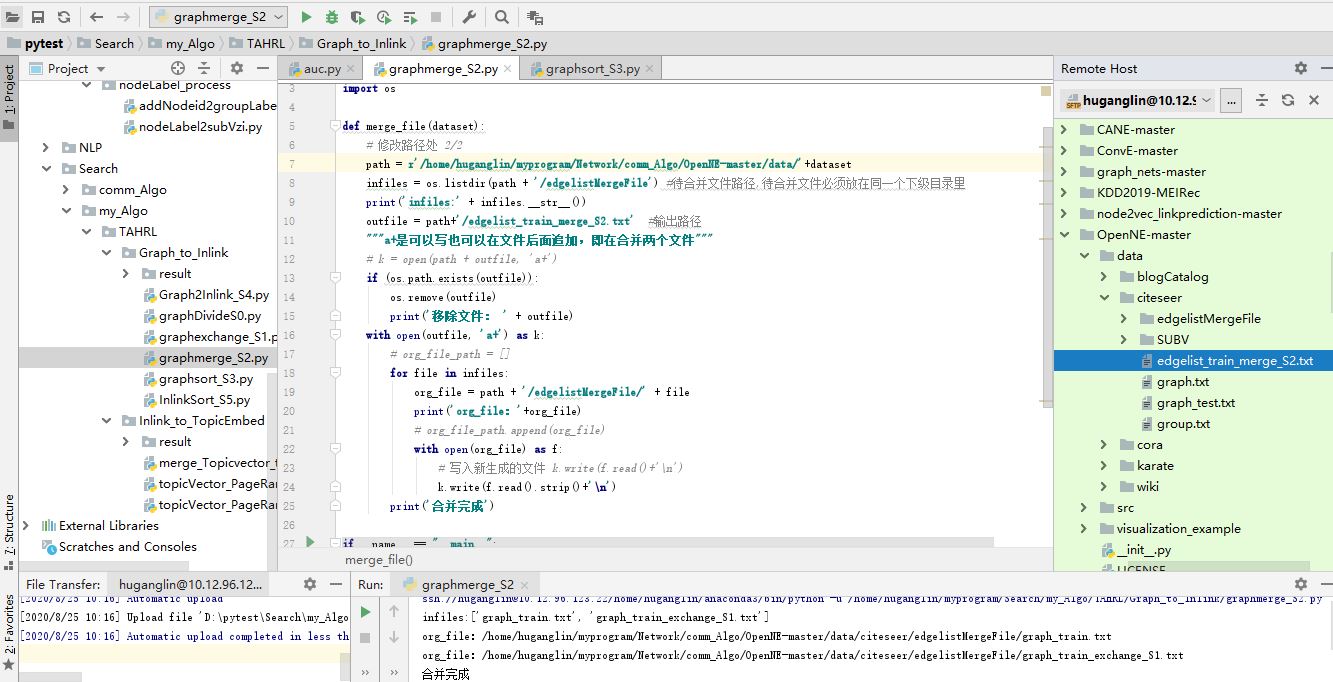 graphmerge_S2
pytest Search my_Algo TAHRL Graph_to_Inlink graphmerge_S2.py
1: Project
7: Structure
2: Favorites
Project
nodeLabel_process
addNodeid2groupLabe
nodeLabel2subVzi.py
NLP
Search
comm_Algo
my_Algo
TAHRL
Graph_to_Inlink
result
Graph2Inlink_S4.py
graphDivideS0.py
graphexchange_S1.p
graphmerge_S2.py
graphsort_S3.py
InlinkSort_S5.py
Inlink_to_TopicEmbed
result
merge_Topicvector_t
topicVector_PageRan
topicVector_PageRan
External Libraries
Scratches and Consoles
auc.py graphmerge_S2.py graphsort_S3.py
3 import os
4
5 def merge_file(dataset):
6 # 修改路径处 2/2
7 path = r'/home/huganglin/myprogram/Network/comm_Algo/OpenNE-master/data/'+dataset
8 infiles = os.listdir(path + '/edgelistMergeFile') #待合并文件路径,待合并文件必须放在同一个下级目录里
9 print('infiles:' + infiles.__str__())
10 outfile = path+'/edgelist_train_merge_S2.txt' #输出路径
11 """a+是可以写也可以在文件后面追加，即在合并两个文件"""
12 # k = open(path + outfile, 'a+')
13 if (os.path.exists(outfile)):
14 os.remove(outfile)
15 print('移除文件： ' + outfile)
16 with open(outfile, 'a+') as k:
17 # org_file_path = []
18 for file in infiles:
19 org_file = path + '/edgelistMergeFile/' + file
20 print('org_file: '+org_file)
21 # org_file_path.append(org_file)
22 with open(org_file) as f:
23 # 写入新生成的文件 k.write(f.read()+'\n')
24 k.write(f.read().strip()+'\n')
25 print('合并完成')
26
27 if __name__ == "__main__":
merge_file()
Remote Host
huganglin@10.12.9 ...
CANE-master
ConvE-master
graph_nets-master
KDD2019-MEIRec
node2vec_linkprediction-master
OpenNE-master
data
blogCatalog
citeseer
edgelistMergeFile
SUBV
edgelist_train_merge_S2.txt
graph.txt
graph_test.txt
group.txt
cora
karate
wiki
src
visualization_example
__init__.py
LICENSE
File Transfer: huganglin@10.12.96.12...
[2020/8/25 10:16] Automatic upload
[2020/8/25 10:16] Upload file 'D:\pytest\Search\my_Algo
[2020/8/25 10:16] Automatic upload completed in less th
Run: graphmerge_S2
ssh://huganglin@10.12.96.123:22/home/huganglin/anaconda3/bin/python -u /home/huganglin/myprogram/Search/my_Algo/TAHRL/Graph_to_Inlink/graphmerge_S2.py
infiles:['graph_train.txt', 'graph_train_exchange_S1.txt']
org_file: /home/huganglin/myprogram/Network/comm_Algo/OpenNE-master/data/citeseer/edgelistMergeFile/graph_train.txt
org_file: /home/huganglin/myprogram/Network/comm_Algo/OpenNE-master/data/citeseer/edgelistMergeFile/graph_train_exchange_S1.txt
合并完成